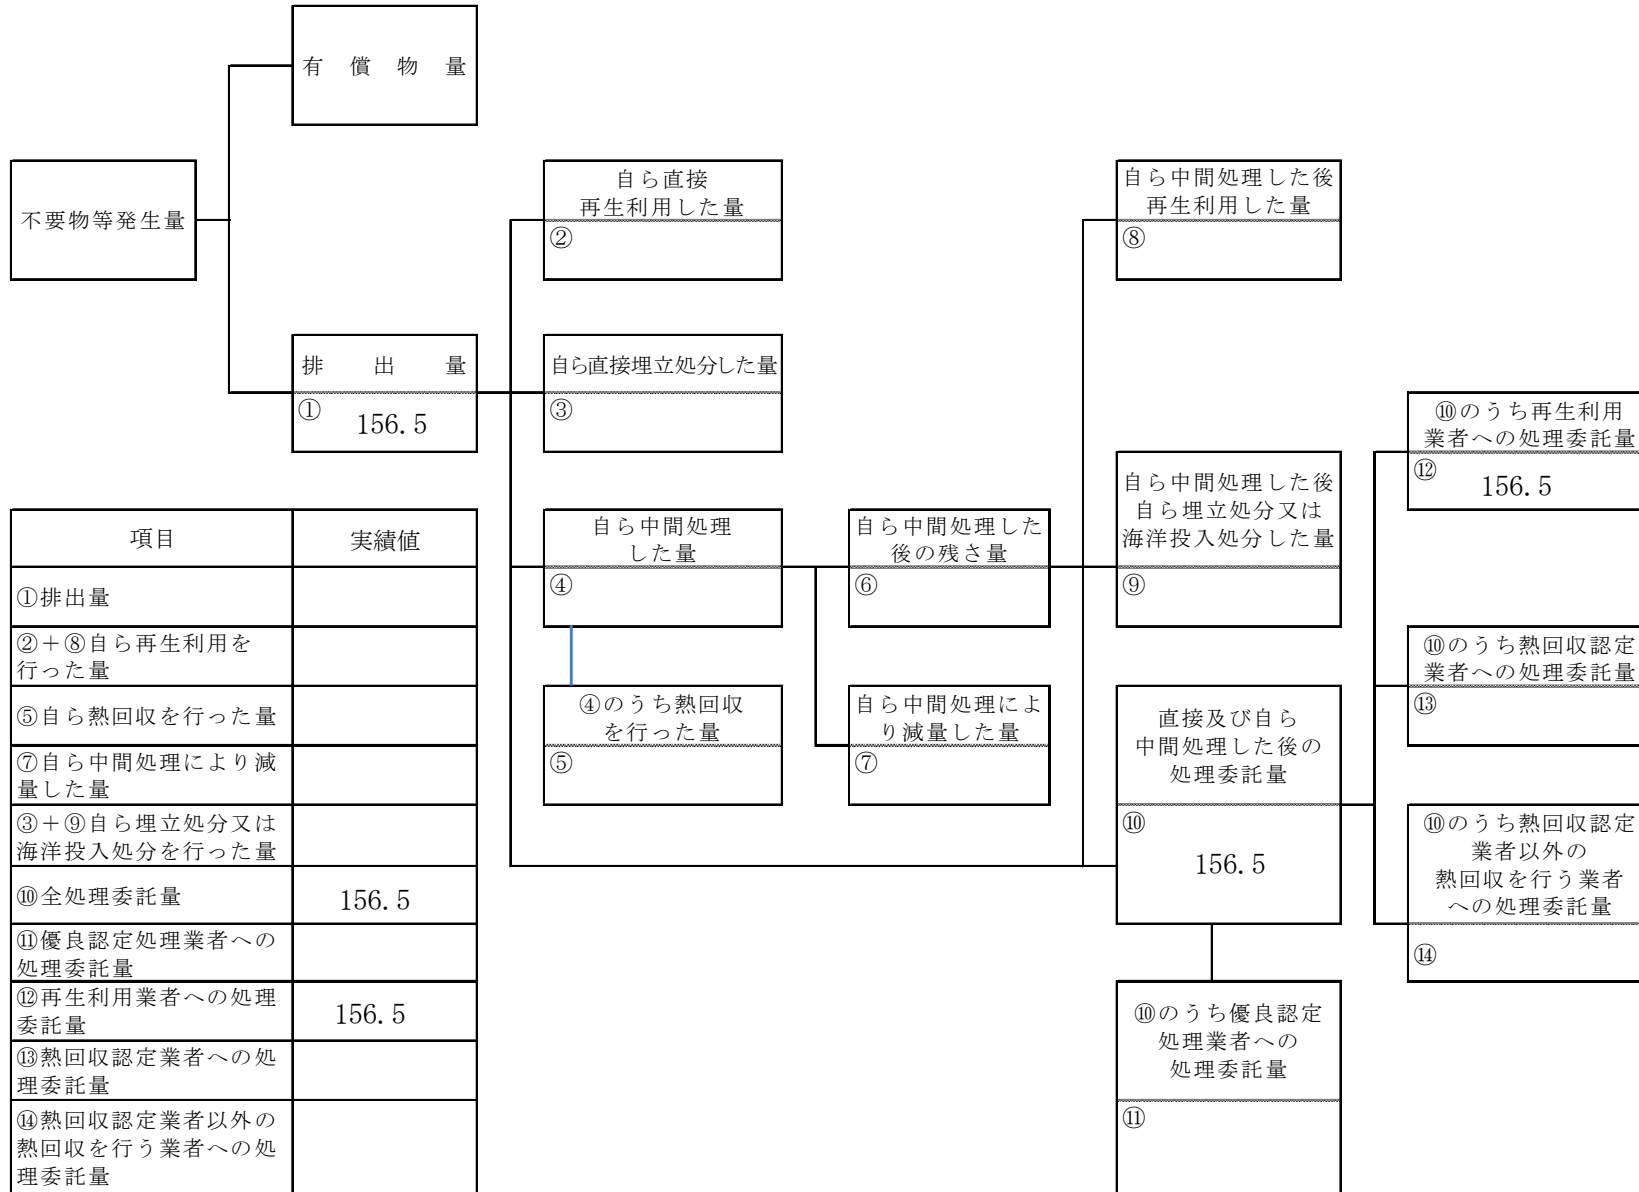 有償物量
不要物等発生量
排出量
① 156.5
自ら直接
再生利用した量
②
自ら直接埋立処分した量
③
自ら中間処理
した量
④
④のうち熱回収
を行った量
⑤
自ら中間処理した
後の残さ量
⑥
自ら中間処理によ
り減量した量
⑦
自ら中間処理した後
再生利用した量
⑧
自ら中間処理した後
自ら埋立処分又は
海洋投入処分した量
⑨
直接及び自ら
中間処理した後の
処理委託量
⑩
156.5
⑩のうち優良認定
処理業者への
処理委託量
⑪
⑩のうち再生利用
業者への処理委託量
⑫
156.5
⑩のうち熱回収認定
業者への処理委託量
⑬
⑩のうち熱回収認定
業者以外の
熱回収を行う業者
への処理委託量
⑭
項目 実績値
①排出量
②+⑧自ら再生利用を
行った量
⑤自ら熱回収を行った量
⑦自ら中間処理により減
量した量
③+⑨自ら埋立処分又は
海洋投入処分を行った量
⑩全処理委託量 156.5
⑪優良認定処理業者への
処理委託量
⑫再生利用業者への処理
委託量 156.5
⑬熱回収認定業者への処
理委託量
⑭熱回収認定業者以外の
熱回収を行う業者への処
理委託量